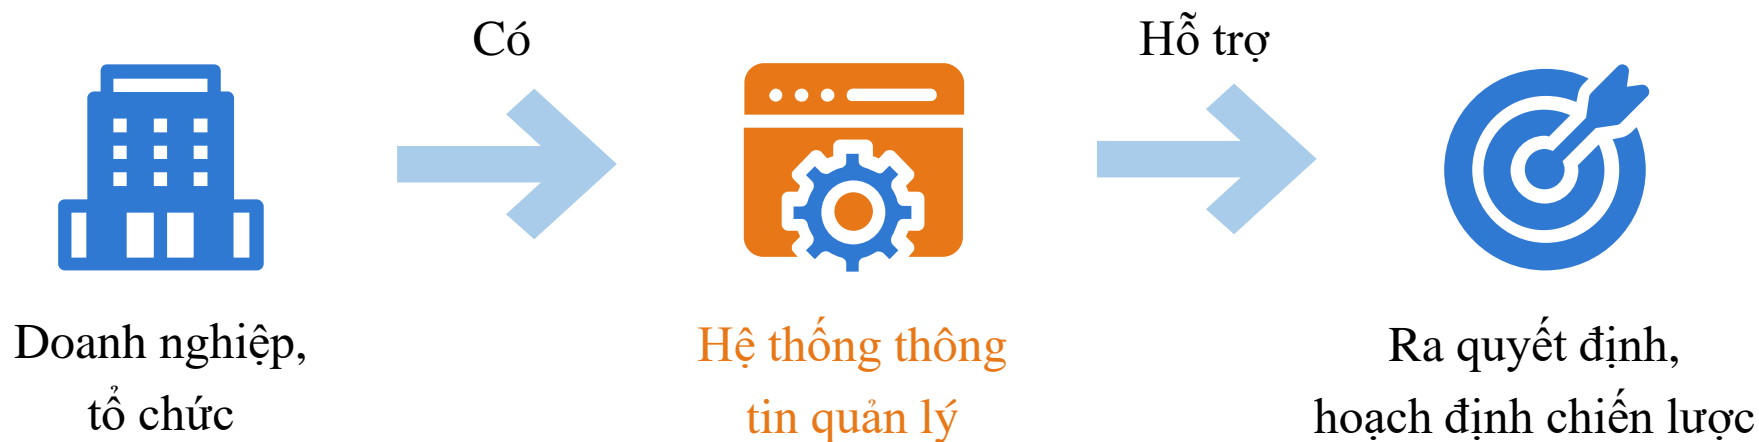 Có
Hỗ trợ
Doanh nghiệp,
tổ chức
Hệ thống thông
tin quản lý
Ra quyết định,
hoạch định chiến lược